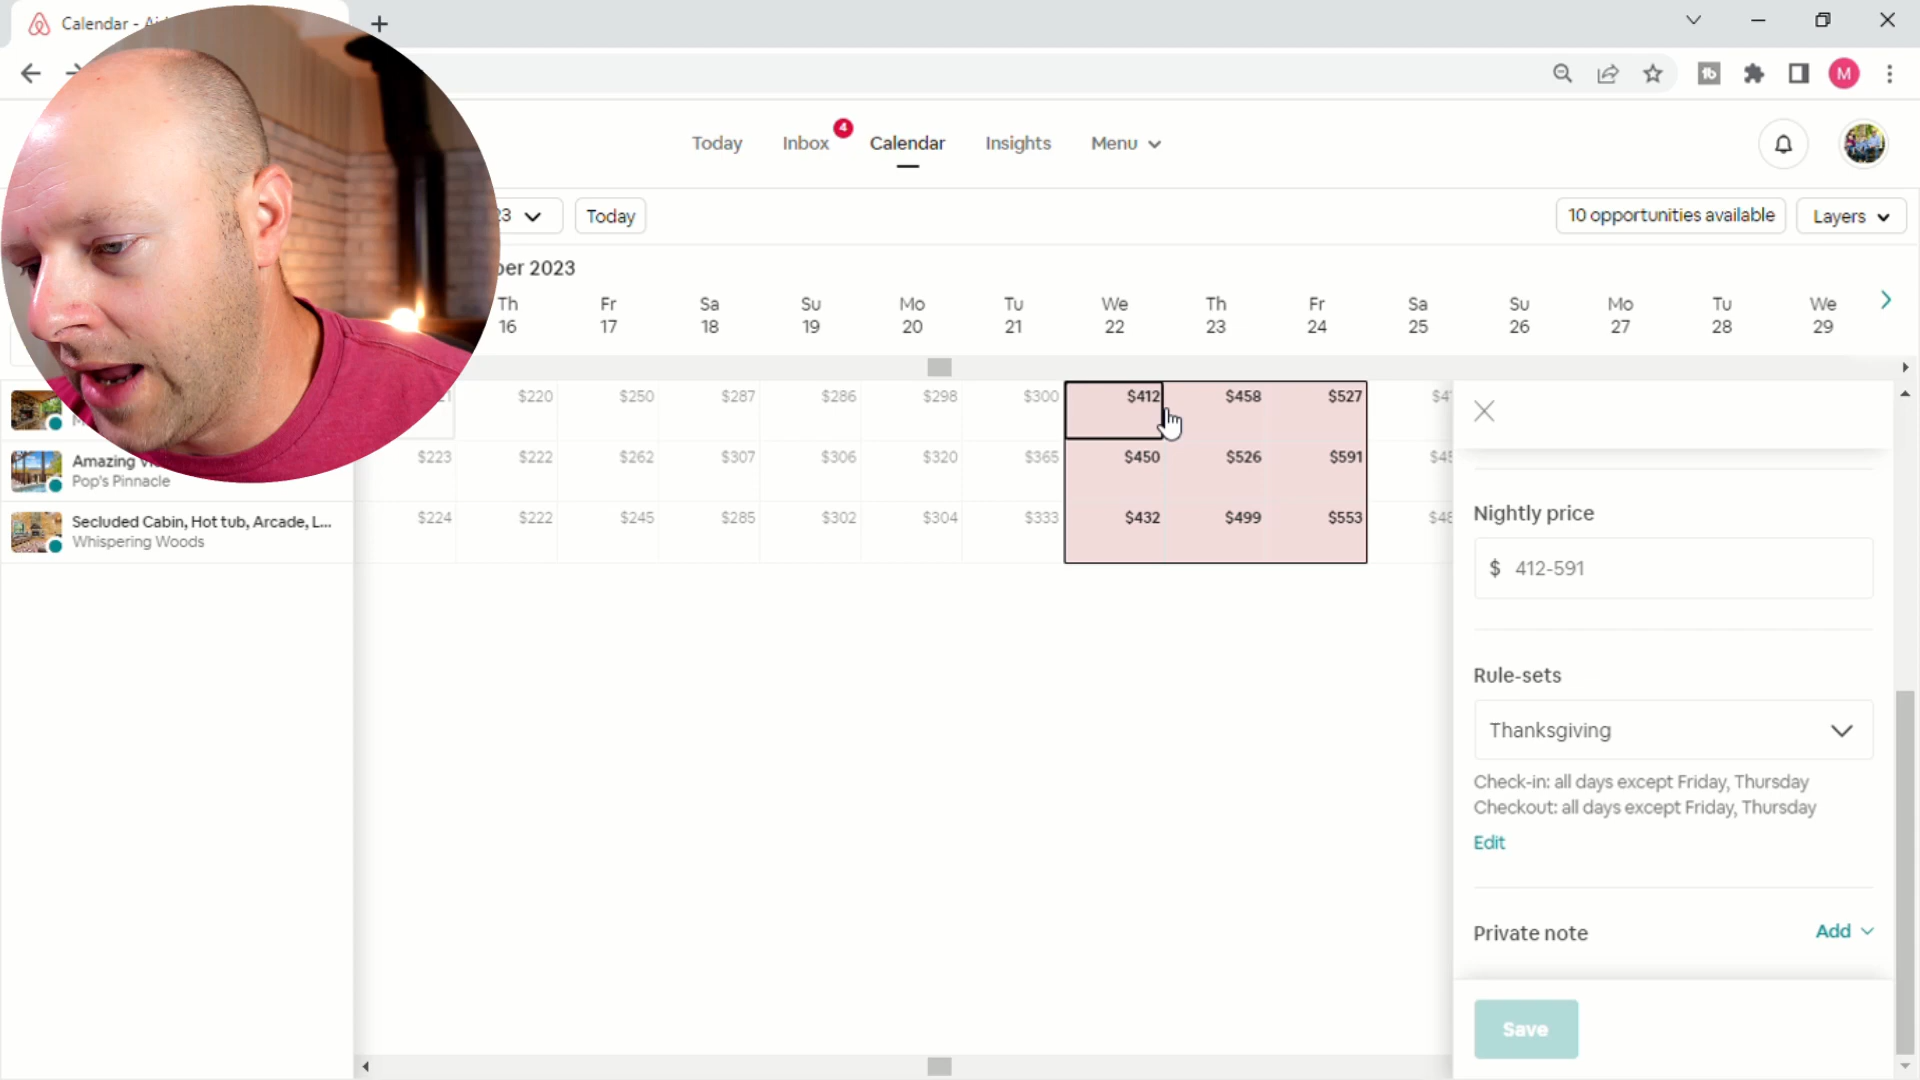 Calendar -
M
Today
Inbox
4
Calendar
Insights
Menu
Today
10 opportunities available
Layers
2023
Th Fr Sa Su Mo Tu We Th Fr Sa Su Mo Tu We
16 17 18 19 20 21 22 23 24 25 26 27 28 29
$220 $250 $287 $286 $298 $300 $412 $458 $527
Amazing
Pop's Pinnacle
$223 $222 $262 $307 $306 $320 $365 $450 $526 $591
Secluded Cabin, Hot tub, Arcade, L...
Whispering Woods
$224 $222 $245 $285 $302 $304 $333 $432 $499 $553
Nightly price
$ 412-591
Rule-sets
Thanksgiving
Check-in: all days except Friday, Thursday
Checkout: all days except Friday, Thursday
Edit
Private note
Add
Save